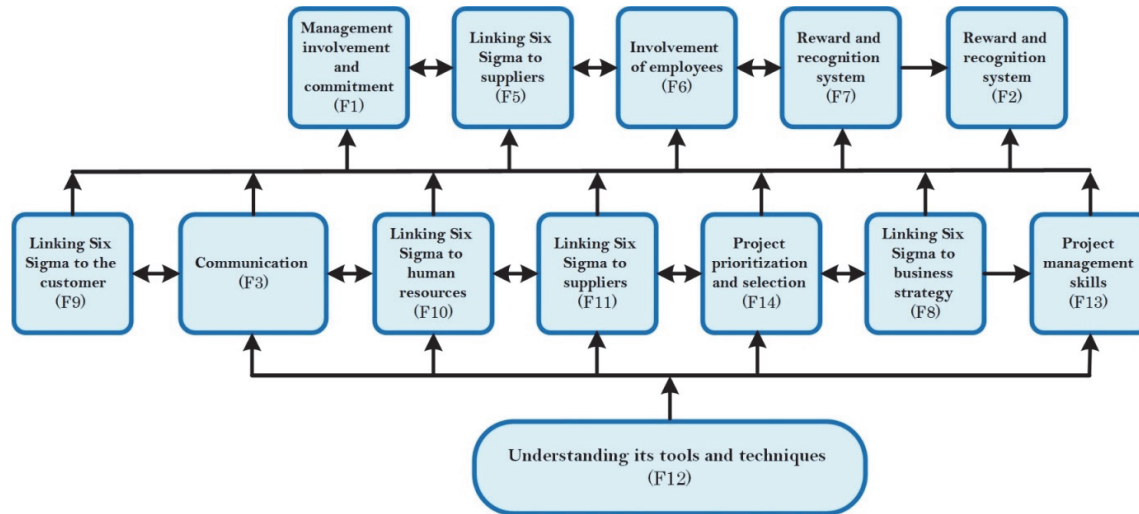 Management
involvement
and
commitment
(F1)
Linking Six
Sigma to
suppliers
(F5)
Involvement
of employees
(F6)
Reward and
recognition
system
(F7)
Reward and
recognition
system
(F2)
Linking Six
Sigma to the
customer
(F9)
Communication
(F3)
Linking Six
Sigma to
human
resources
(F10)
Linking Six
Sigma to
suppliers
(F11)
Project
prioritization
and selection
(F14)
Linking Six
Sigma to
business
strategy
(F8)
Project
management
skills
(F13)
Understanding its tools and techniques
(F12)